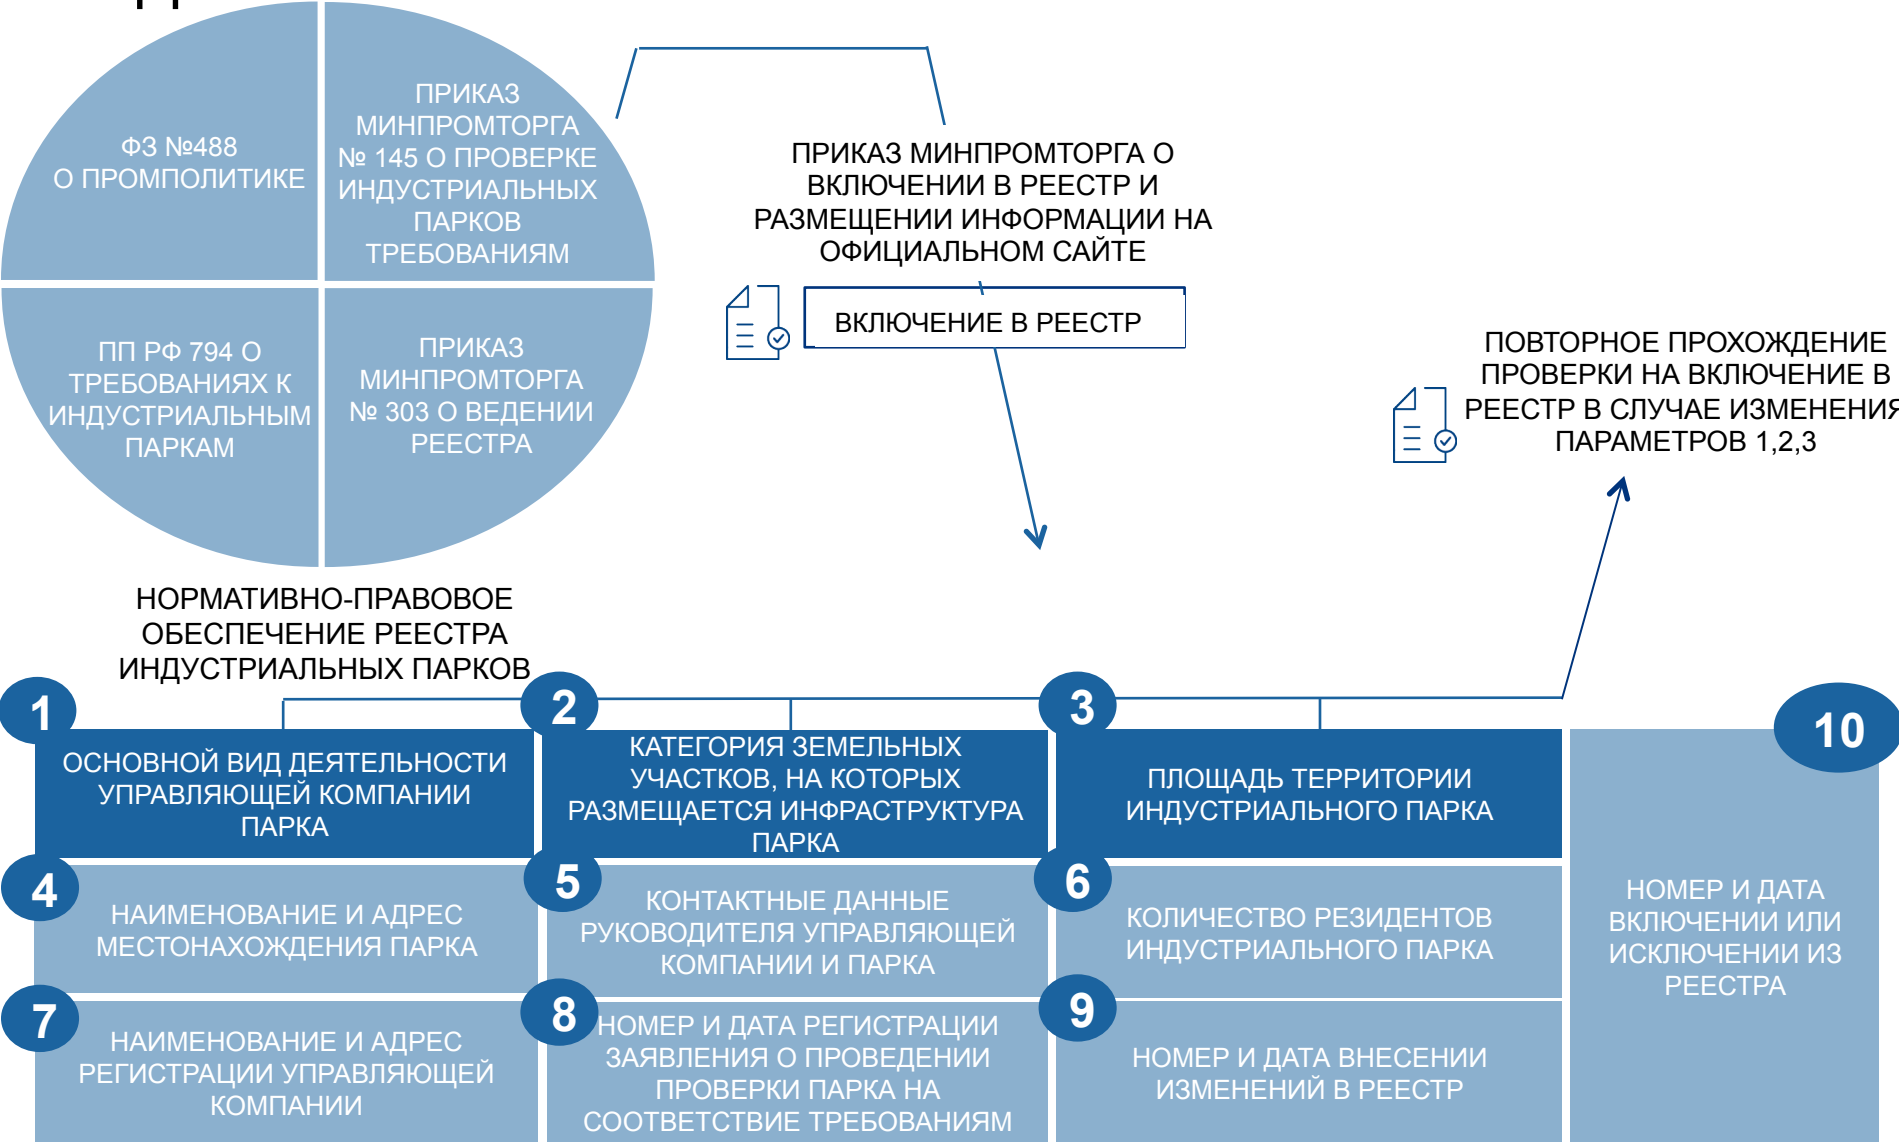 ФЗ №488
О ПРОМПОЛИТИКЕ
ПРИКАЗ
МИНПРОМТОРГА
№ 145 О ПРОВЕРКЕ
ИНДУСТРИАЛЬНЫХ
ПАРКОВ
ТРЕБОВАНИЯМ
ПП РФ 794 О
ТРЕБОВАНИЯХ К
ИНДУСТРИАЛЬНЫМ
ПАРКАМ
ПРИКАЗ
МИНПРОМТОРГА
№ 303 О ВЕДЕНИИ
РЕЕСТРА
НОРМАТИВНО-ПРАВОВОЕ
ОБЕСПЕЧЕНИЕ РЕЕСТРА
ИНДУСТРИАЛЬНЫХ ПАРКОВ
ПРИКАЗ МИНПРОМТОРГА О
ВКЛЮЧЕНИИ В РЕЕСТР И
РАЗМЕЩЕНИИ ИНФОРМАЦИИ НА
ОФИЦИАЛЬНОМ САЙТЕ
ВКЛЮЧЕНИЕ В РЕЕСТР
ПОВТОРНОЕ ПРОХОЖДЕНИЕ
ПРОВЕРКИ НА ВКЛЮЧЕНИЕ В
РЕЕСТР В СЛУЧАЕ ИЗМЕНЕНИЯ
ПАРАМЕТРОВ 1,2,3
1
ОСНОВНОЙ ВИД ДЕЯТЕЛЬНОСТИ
УПРАВЛЯЮЩЕЙ КОМПАНИИ
ПАРКА
2
КАТЕГОРИЯ ЗЕМЕЛЬНЫХ
УЧАСТКОВ, НА КОТОРЫХ
РАЗМЕЩАЕТСЯ ИНФРАСТРУКТУРА
ПАРКА
3
ПЛОЩАДЬ ТЕРРИТОРИИ
ИНДУСТРИАЛЬНОГО ПАРКА
4
НАИМЕНОВАНИЕ И АДРЕС
МЕСТОНАХОЖДЕНИЯ ПАРКА
5
КОНТАКТНЫЕ ДАННЫЕ
РУКОВОДИТЕЛЯ УПРАВЛЯЮЩЕЙ
КОМПАНИИ И ПАРКА
6
КОЛИЧЕСТВО РЕЗИДЕНТОВ
ИНДУСТРИАЛЬНОГО ПАРКА
7
НАИМЕНОВАНИЕ И АДРЕС
РЕГИСТРАЦИИ УПРАВЛЯЮЩЕЙ
КОМПАНИИ
8
НОМЕР И ДАТА РЕГИСТРАЦИИ
ЗАЯВЛЕНИЯ О ПРОВЕДЕНИИ
ПРОВЕРКИ ПАРКА НА
СООТВЕТСТВИЕ ТРЕБОВАНИЯМ
9
НОМЕР И ДАТА ВНЕСЕНИИ
ИЗМЕНЕНИЙ В РЕЕСТР
10
НОМЕР И ДАТА
ВКЛЮЧЕНИИ ИЛИ
ИСКЛЮЧЕНИИ ИЗ
РЕЕСТРА